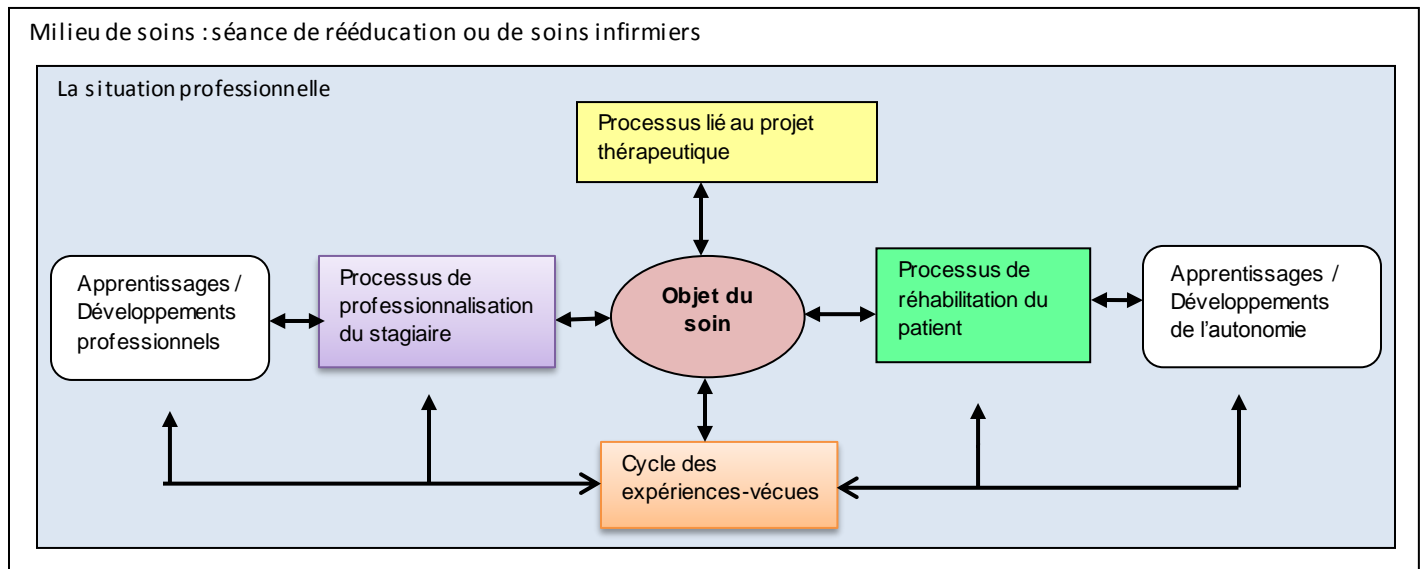 Milieu de soins : séance de rééducation ou de soins infirmiers
La situation professionnelle
Processus lié au projet
thérapeutique
Apprentissages /
Développements
professionnels
Processus de
professionnalisation
du stagiaire
Objet du
soin
Processus de
réhabilitation du
patient
Apprentissages /
Développements
de l'autonomie
Cycle des
expériences-vécues